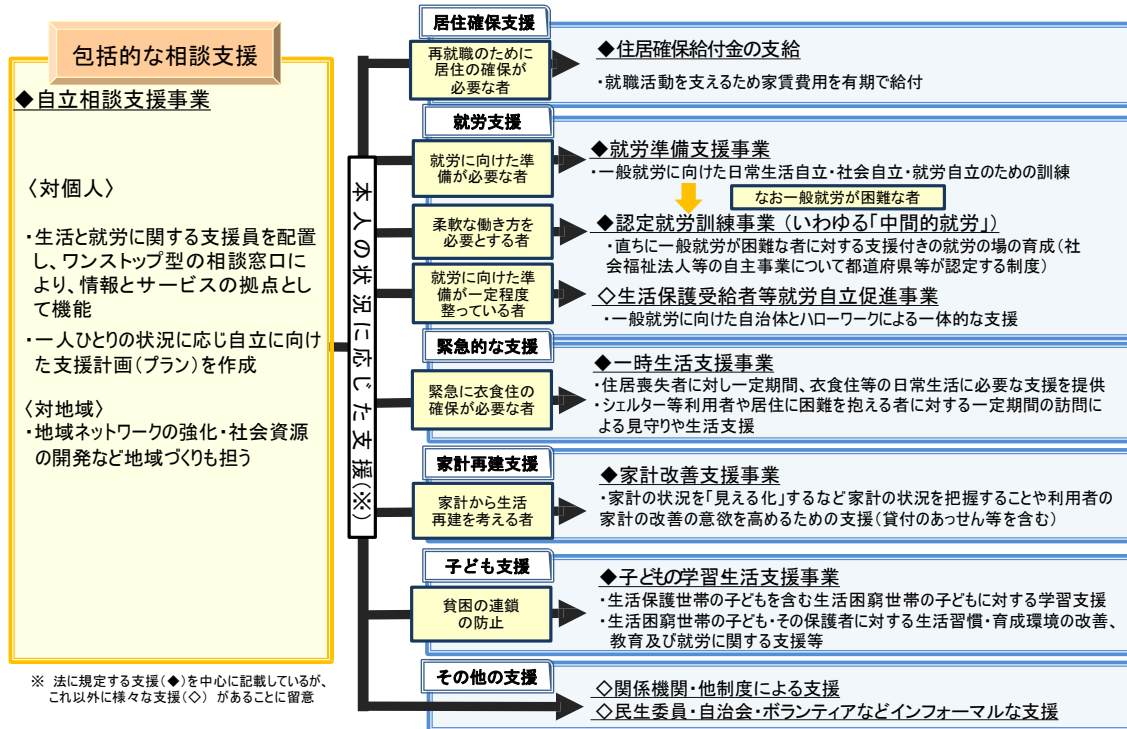 包括的な相談支援
◆自立相談支援事業
〈対個人〉
・生活と就労に関する支援員を配置
し、ワンストップ型の相談窓口に
より、情報とサービスの拠点とし
て機能
・一人ひとりの状況に応じ自立に向け
た支援計画（プラン）を作成
〈対地域〉
・地域ネットワークの強化・社会資源
の開発など地域づくりも担う
※ 法に規定する支援（◆）を中心に記載しているが、
これ以外に様々な支援（◇）があることに留意
本人の状況に応じた支援（※）
居住確保支援
再就職のために
居住の確保が
必要な者
◆住居確保給付金の支給
・就職活動を支えるため家賃費用を有期で給付
就労支援
就労に向けた準
備が必要な者
◆就労準備支援事業
・一般就労に向けた日常生活自立・社会自立・就労自立のための訓練
なお一般就労が困難な者
柔軟な働き方を
必要とする者
◆認定就労訓練事業（いわゆる「中間的就労」）
・直ちに一般就労が困難な者に対する支援付きの就労の場の育成（社
会福祉法人等の自主事業について都道府県等が認定する制度）
就労に向けた準
備が一定程度
整っている者
◇生活保護受給者等就労自立促進事業
・一般就労に向けた自治体とハローワークによる一体的な支援
緊急的な支援
緊急に衣食住の
確保が必要な者
◆一時生活支援事業
・住居喪失者に対し一定期間、衣食住等の日常生活に必要な支援を提供
・シェルター等利用者や居住に困難を抱える者に対する一定期間の訪問に
よる見守りや生活支援
家計再建支援
家計から生活
再建を考える者
◆家計改善支援事業
・家計の状況を「見える化」するなど家計の状況を把握することや利用者の
家計の改善の意欲を高めるための支援（貸付のあっせん等を含む）
子ども支援
貧困の連鎖
の防止
◆子どもの学習生活支援事業
・生活保護世帯の子どもを含む生活困窮世帯の子どもに対する学習支援
・生活困窮世帯の子ども・その保護者に対する生活習慣・育成環境の改善、
教育及び就労に関する支援等
その他の支援
◇関係機関・他制度による支援
◇民生委員・自治会・ボランティアなどインフォーマルな支援